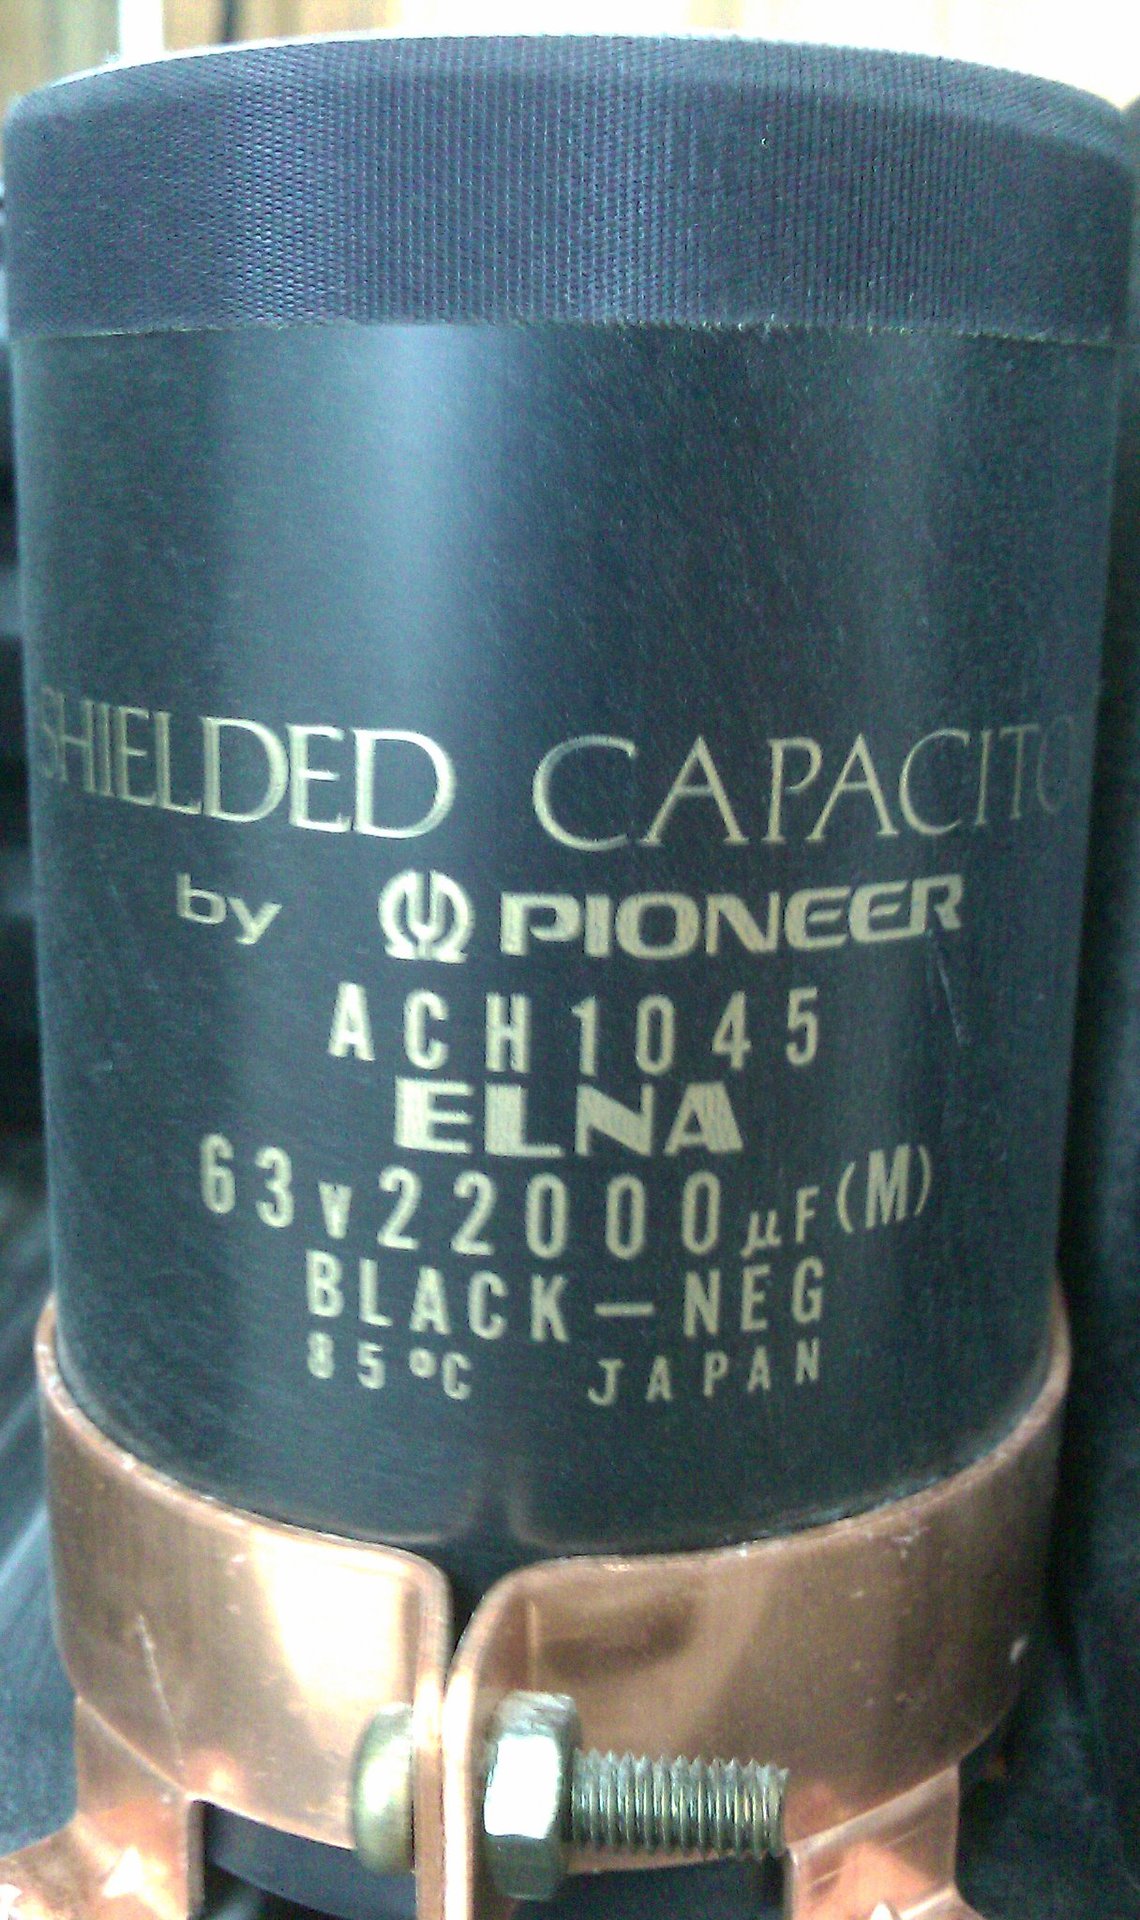 SHIELDED CAPACITO
by PIONEER
ACH1045
ELNA
63v22000μF(M)
BLACK-NEG
85°C JAPAN